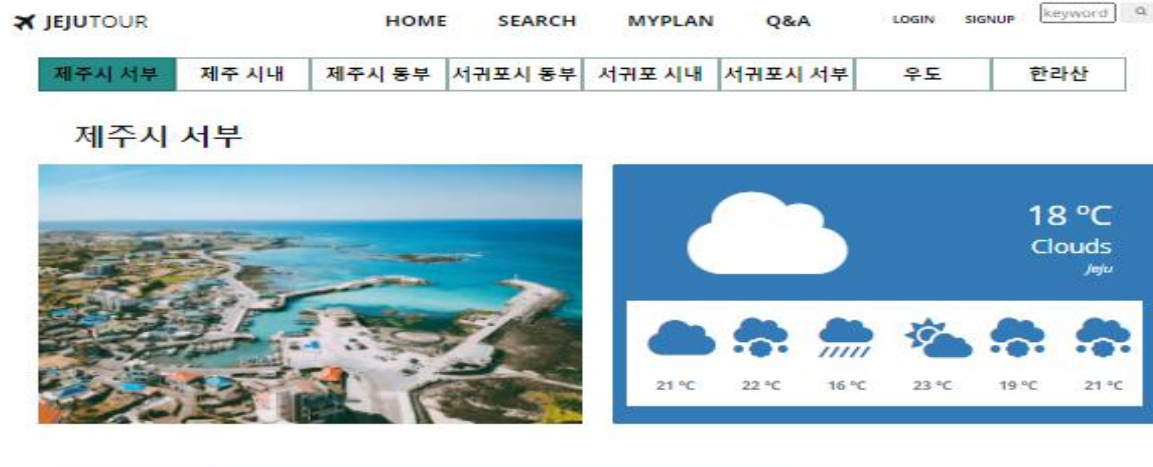 JEJUTOUR HOME SEARCH MYPLAN Q&A LOGIN SIGNUP keyword
제주시 서부 제주 시내 제주시 동부 서귀포시 동부 서귀포 시내 서귀포시 서부 우도 한라산
제주시 서부
18 °C
Clouds
Jeju
21 °C 22 °C 16 °C 23 °C 19 °C 21 °C